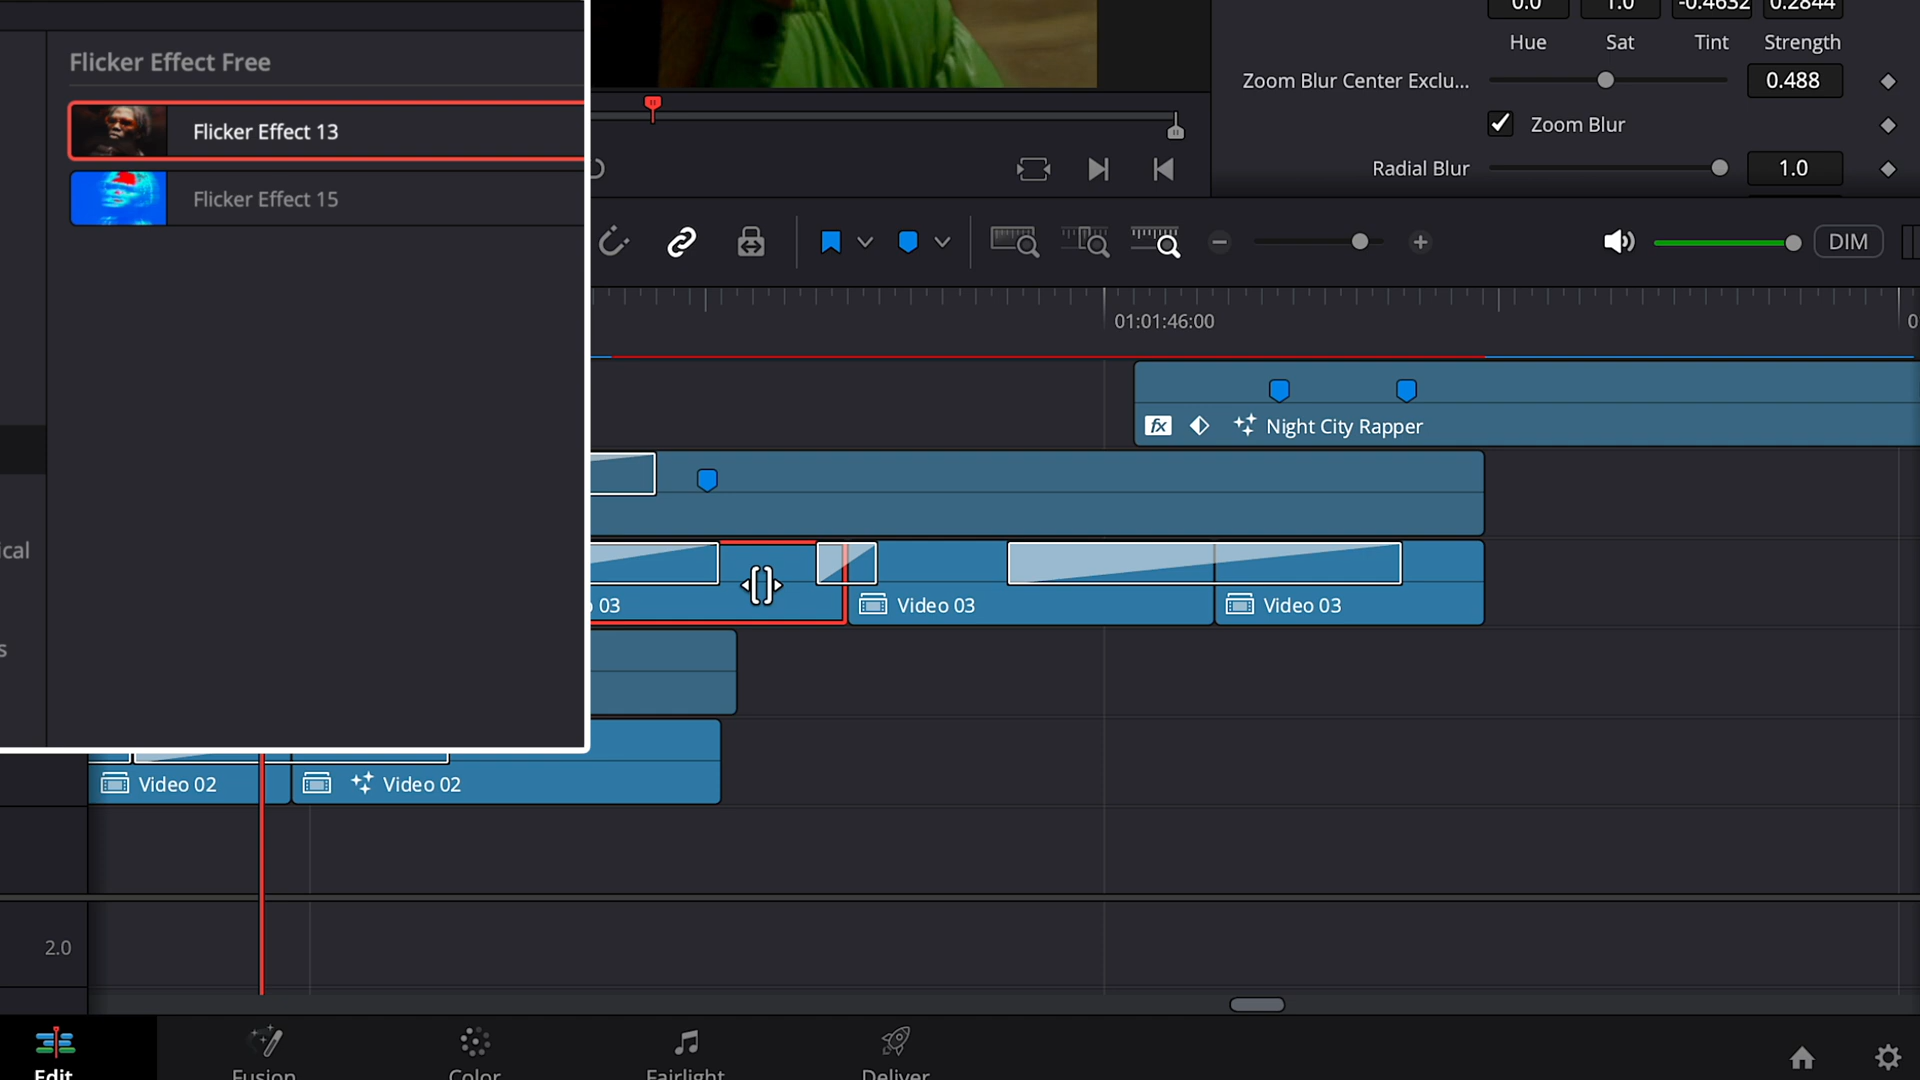 0.0 1.0 -0.4632 0.2844
Hue Sat Tint Strength
Flicker Effect Free
Zoom Blur Center Exclu... 0.488
Zoom Blur
Flicker Effect 13
Radial Blur 1.0
Flicker Effect 15
DIM
01:01:46:00
0
fx Night City Rapper
ical
03
Video 03
Video 03
s
Video 02
Video 02
2.0
Edit
Fusion
Color
Fairlight
Deliver